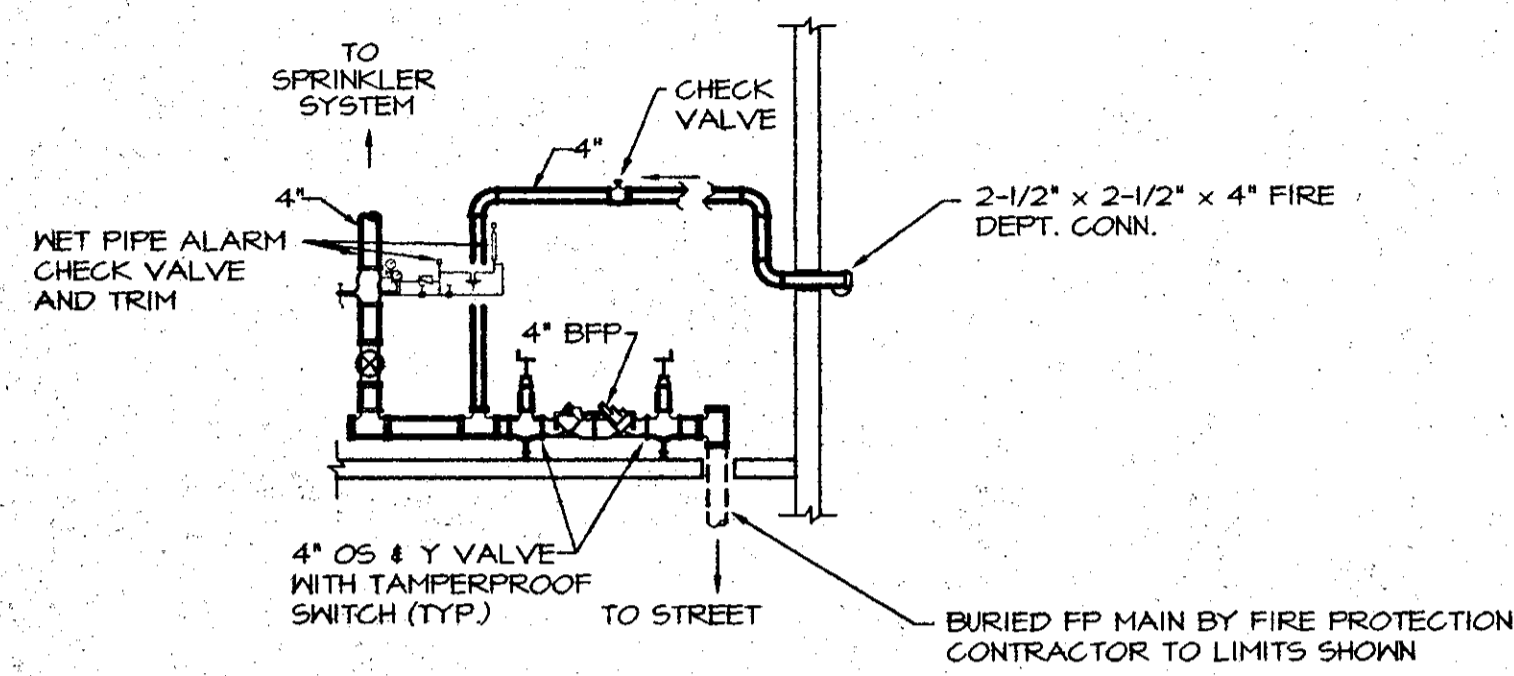 TO
SPRINKLER
SYSTEM
CHECK
VALVE
4"
4"
2-1/2" x 2-1/2" x 4" FIRE
DEPT. CONN.
WET PIPE ALARM
CHECK VALVE
AND TRIM
4" BFP
4" OS & Y VALVE
WITH TAMPERPROOF
SWITCH (TYP.)
TO STREET
BURIED FP MAIN BY FIRE PROTECTION
CONTRACTOR TO LIMITS SHOWN